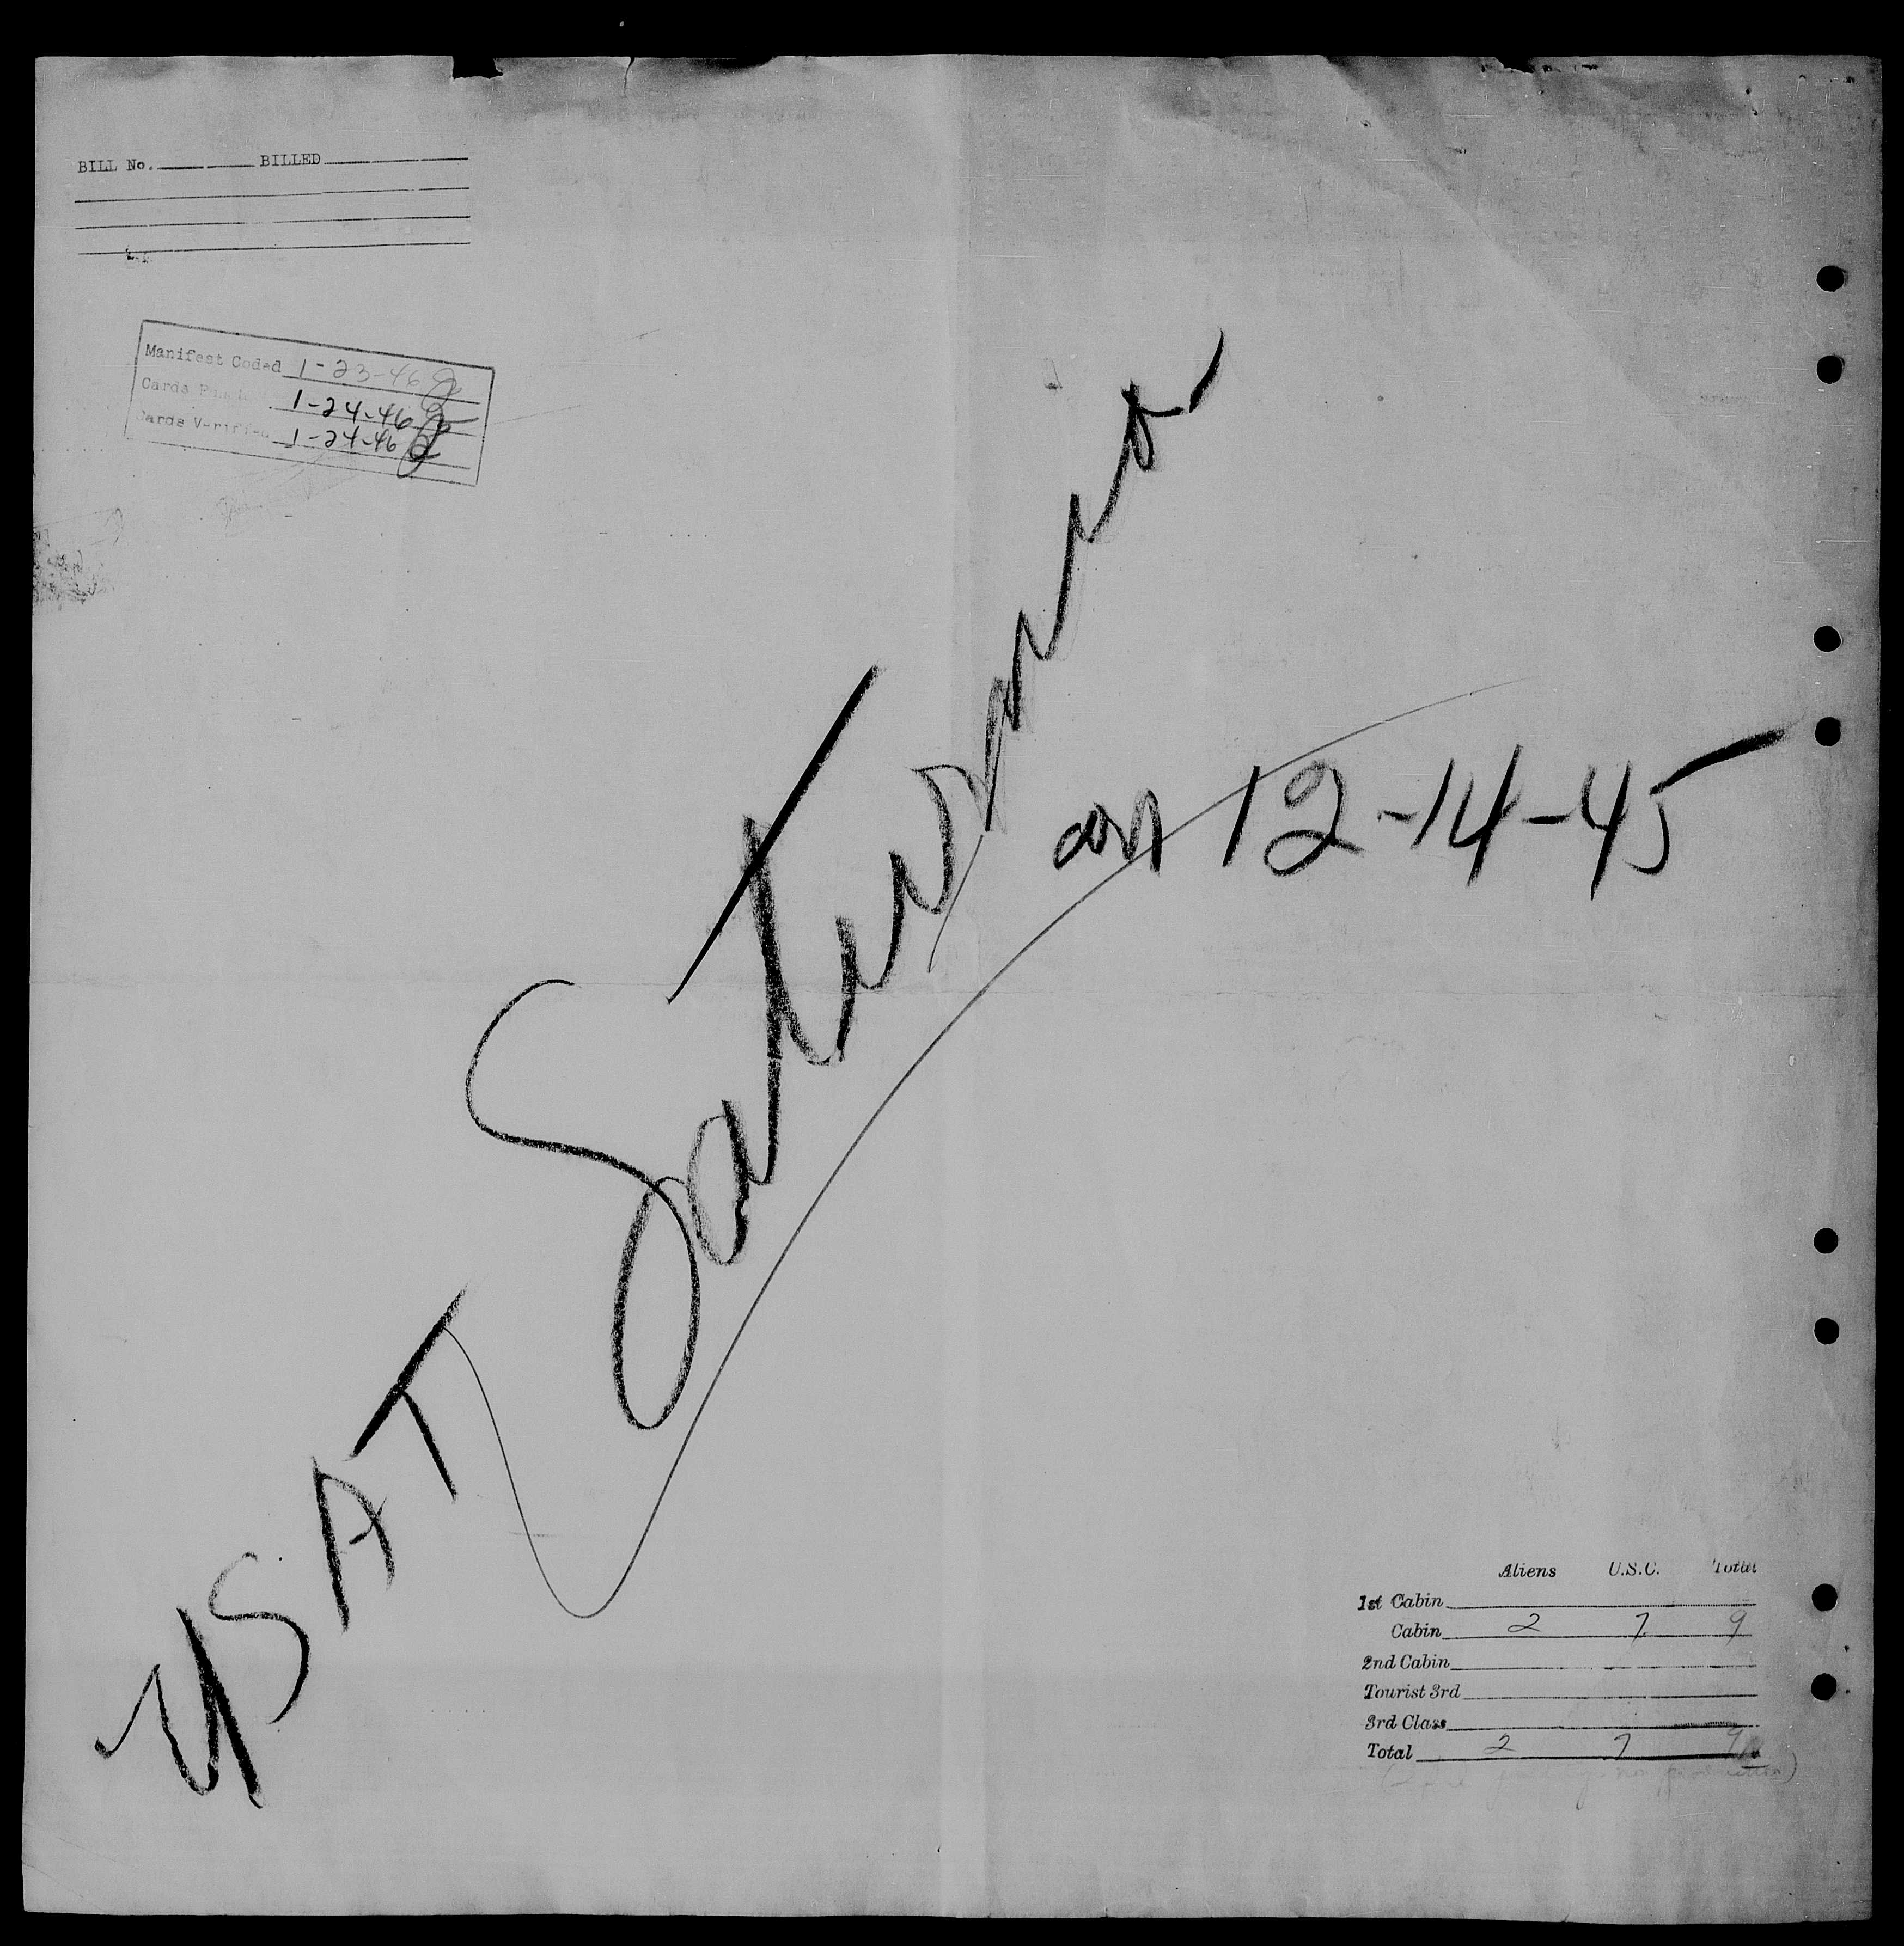 BILL No. BILLED
Manifest Coded 1-23-46
Cards 1-24-46
Cards Verified 1-24-46
USAT Saturnia
arr 12-14-45
Aliens U.S.C. Total
1st Cabin
Cabin 2 7 9
2nd Cabin
Tourist 3rd
3rd Class
Total 2 7 9